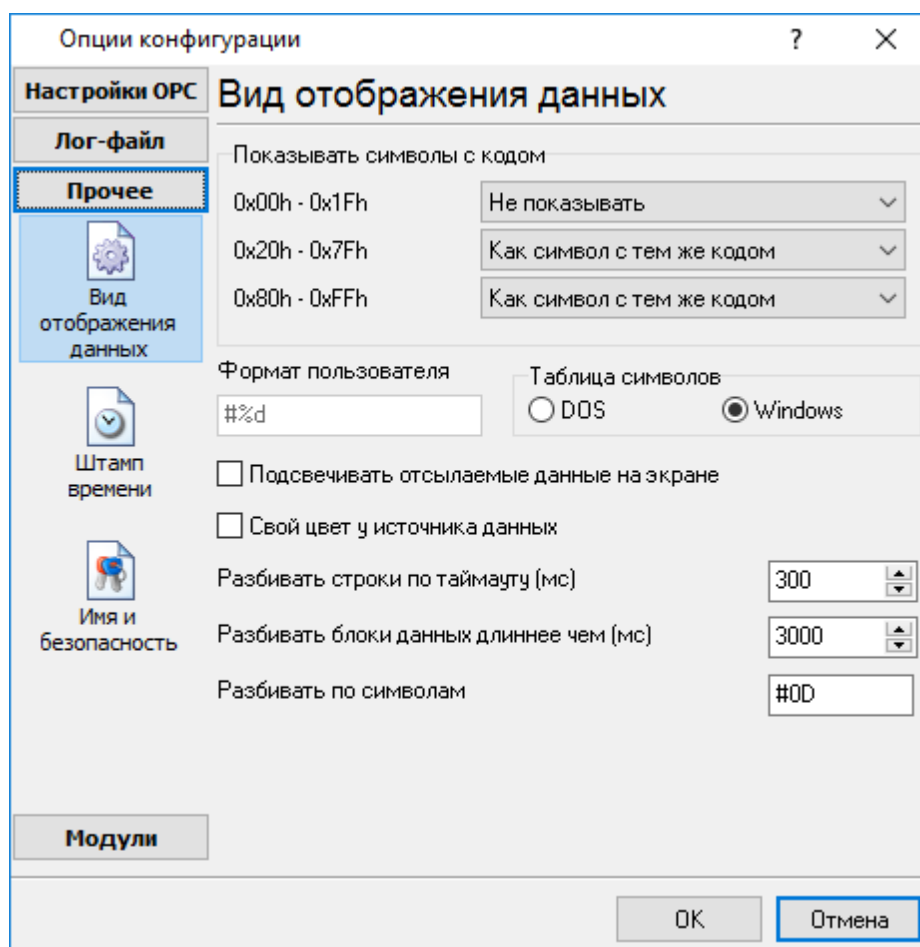 Опции конфигурации
?
Настройки OPC
Вид отображения данных
Лог-файл
Прочее
Вид
отображения
данных
Штамп
времени
Имя и
безопасность
Модули
Показывать символы с кодом
0x00h - 0x1Fh
Не показывать
0x20h - 0x7Fh
Как символ с тем же кодом
0x80h - 0xFFh
Как символ с тем же кодом
Формат пользователя
#%d
Таблица символов
DOS
Windows
Подсвечивать отсылаемые данные на экране
Свой цвет у источника данных
Разбивать строки по таймауту (мс)
300
Разбивать блоки данных длиннее чем (мс)
3000
Разбивать по символам
#0D
OK
Отмена